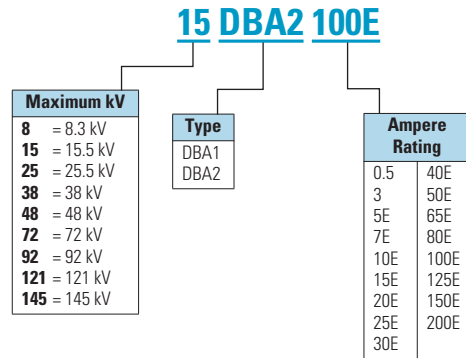 15 DBA2 100E
Maximum kV
8 = 8.3 kV
15 = 15.5 kV
25 = 25.5 kV
38 = 38 kV
48 = 48 kV
72 = 72 kV
92 = 92 kV
121 = 121 kV
145 = 145 kV
Type
DBA1
DBA2
Ampere
Rating
0.5 40E
3 50E
5E 65E
7E 80E
10E 100E
15E 125E
20E 150E
25E 200E
30E